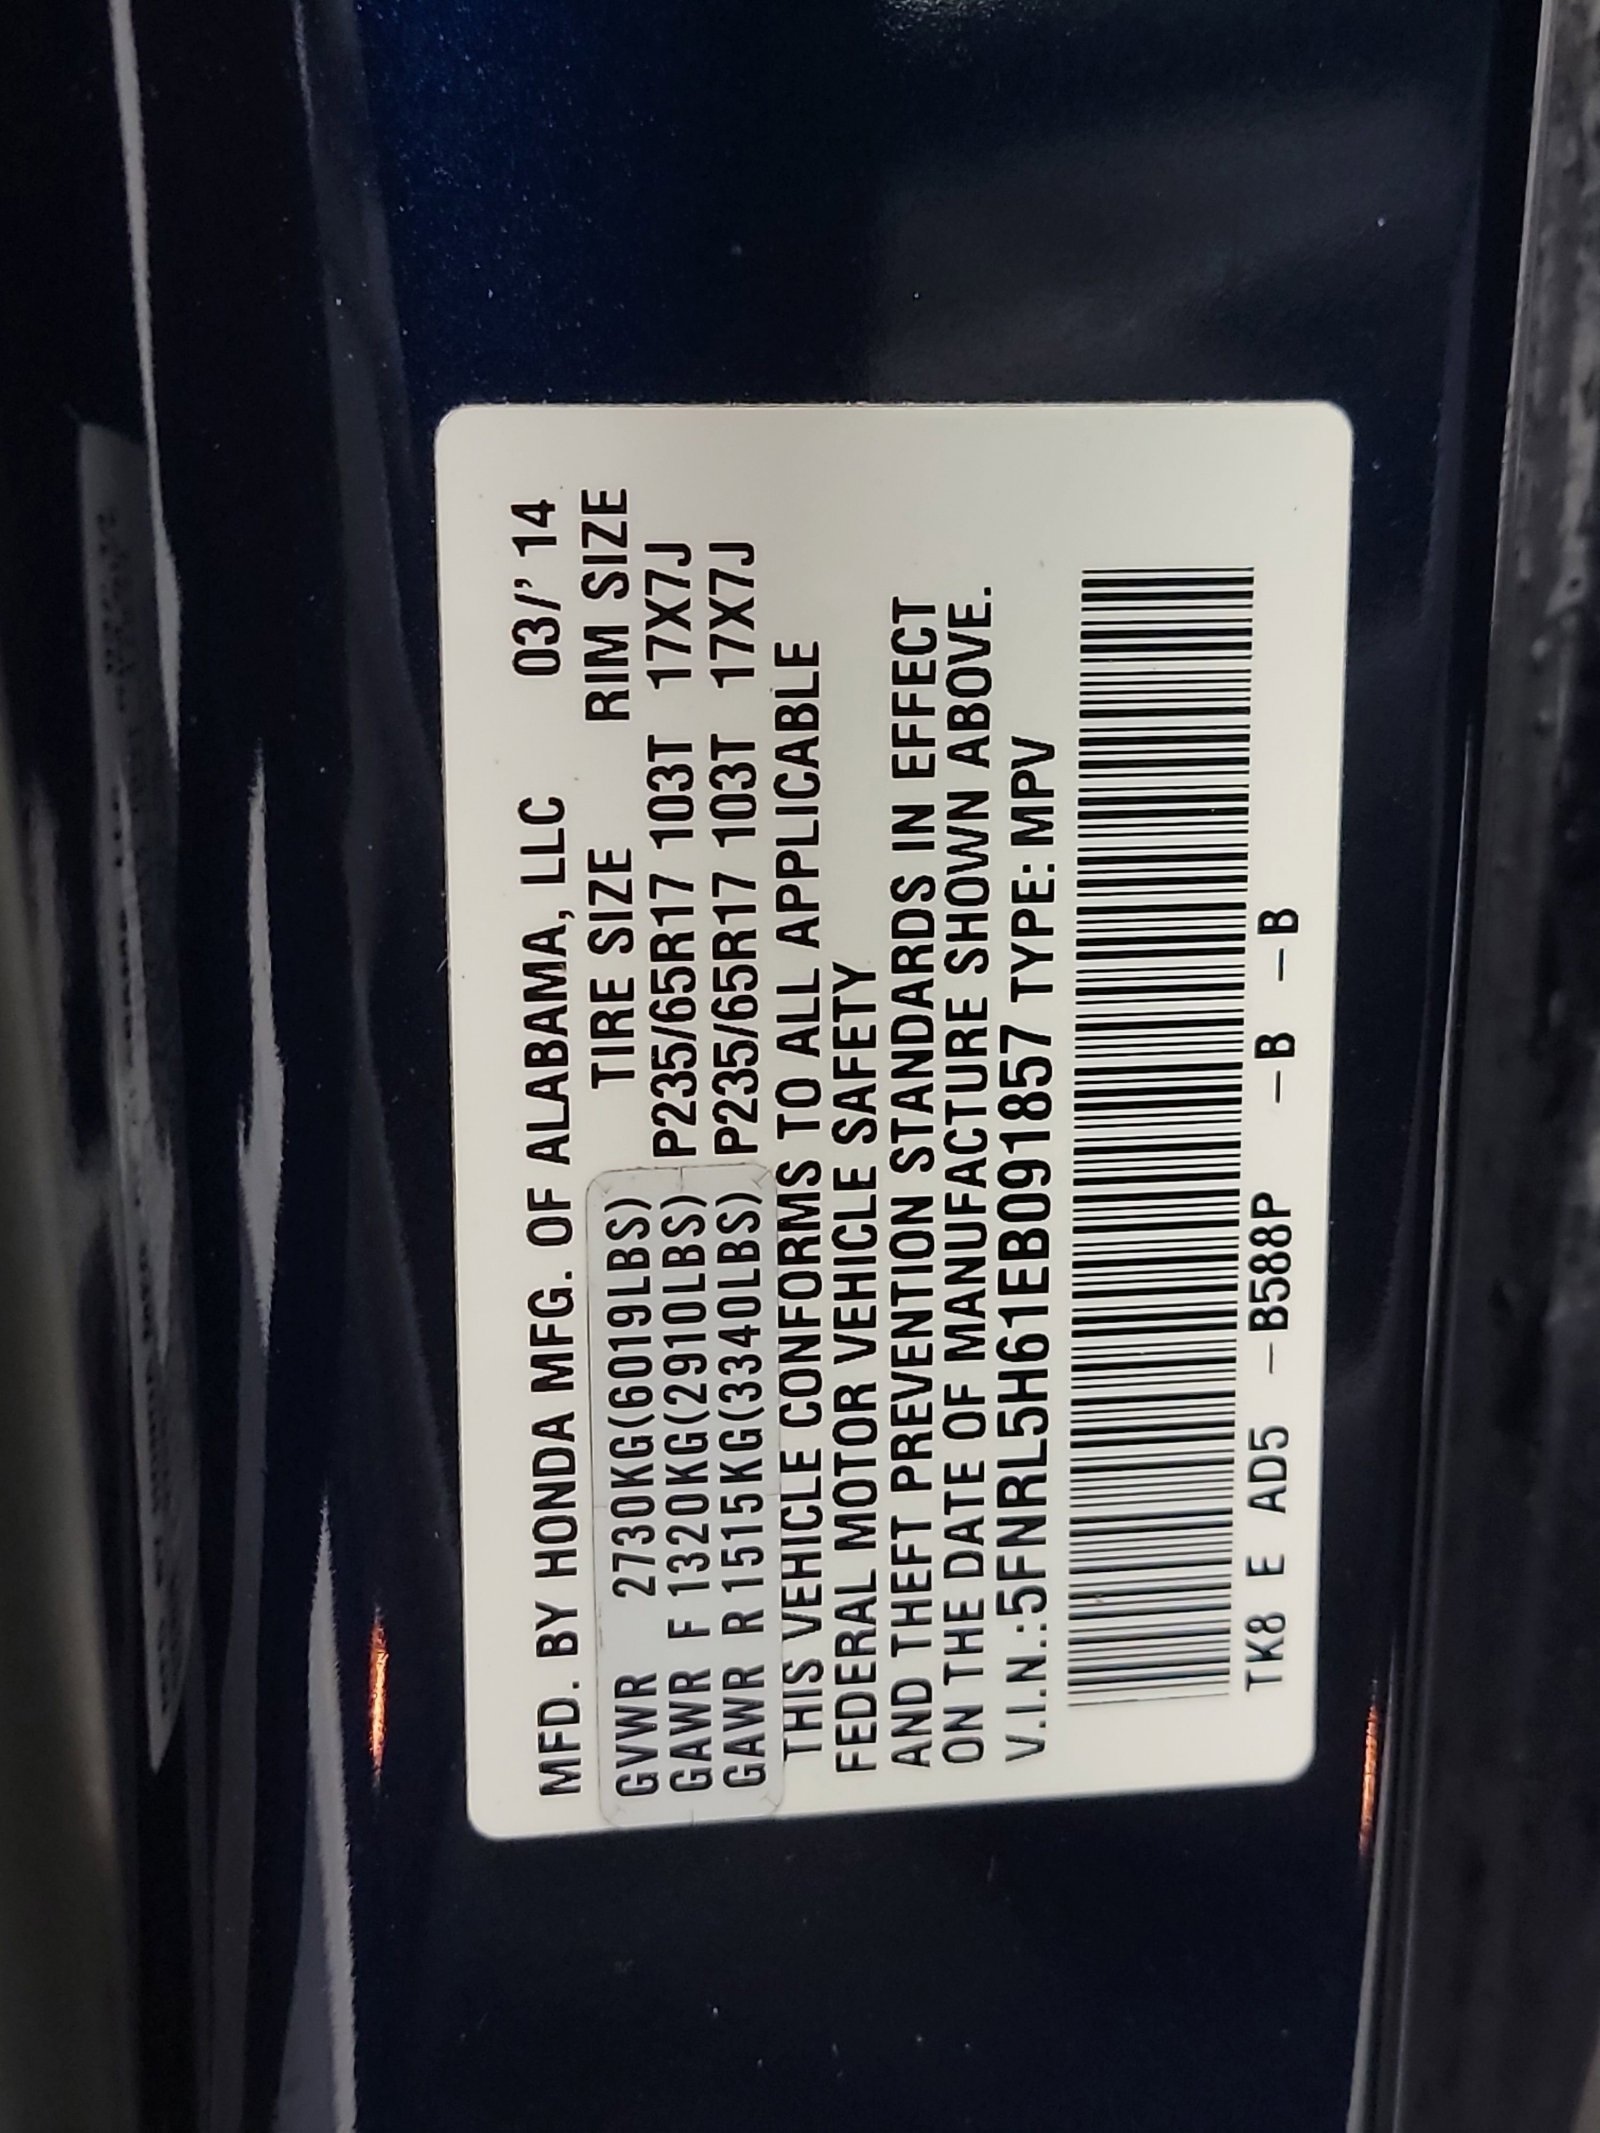 MFD. BY HONDA MFG. OF ALABAMA, LLC 03/'14
TIRE SIZE RIM SIZE
GVWR 2730KG(6019LBS)
GAWR F 1320KG(2910LBS) P235/65R17 103T 17X7J
GAWR R 1515KG(3340LBS) P235/65R17 103T 17X7J
THIS VEHICLE CONFORMS TO ALL APPLICABLE
FEDERAL MOTOR VEHICLE SAFETY
AND THEFT PREVENTION STANDARDS IN EFFECT
ON THE DATE OF MANUFACTURE SHOWN ABOVE.
V.I.N.:5FNRL5H61EB091857 TYPE: MPV
TK8 E AD5 –B588P –B –B